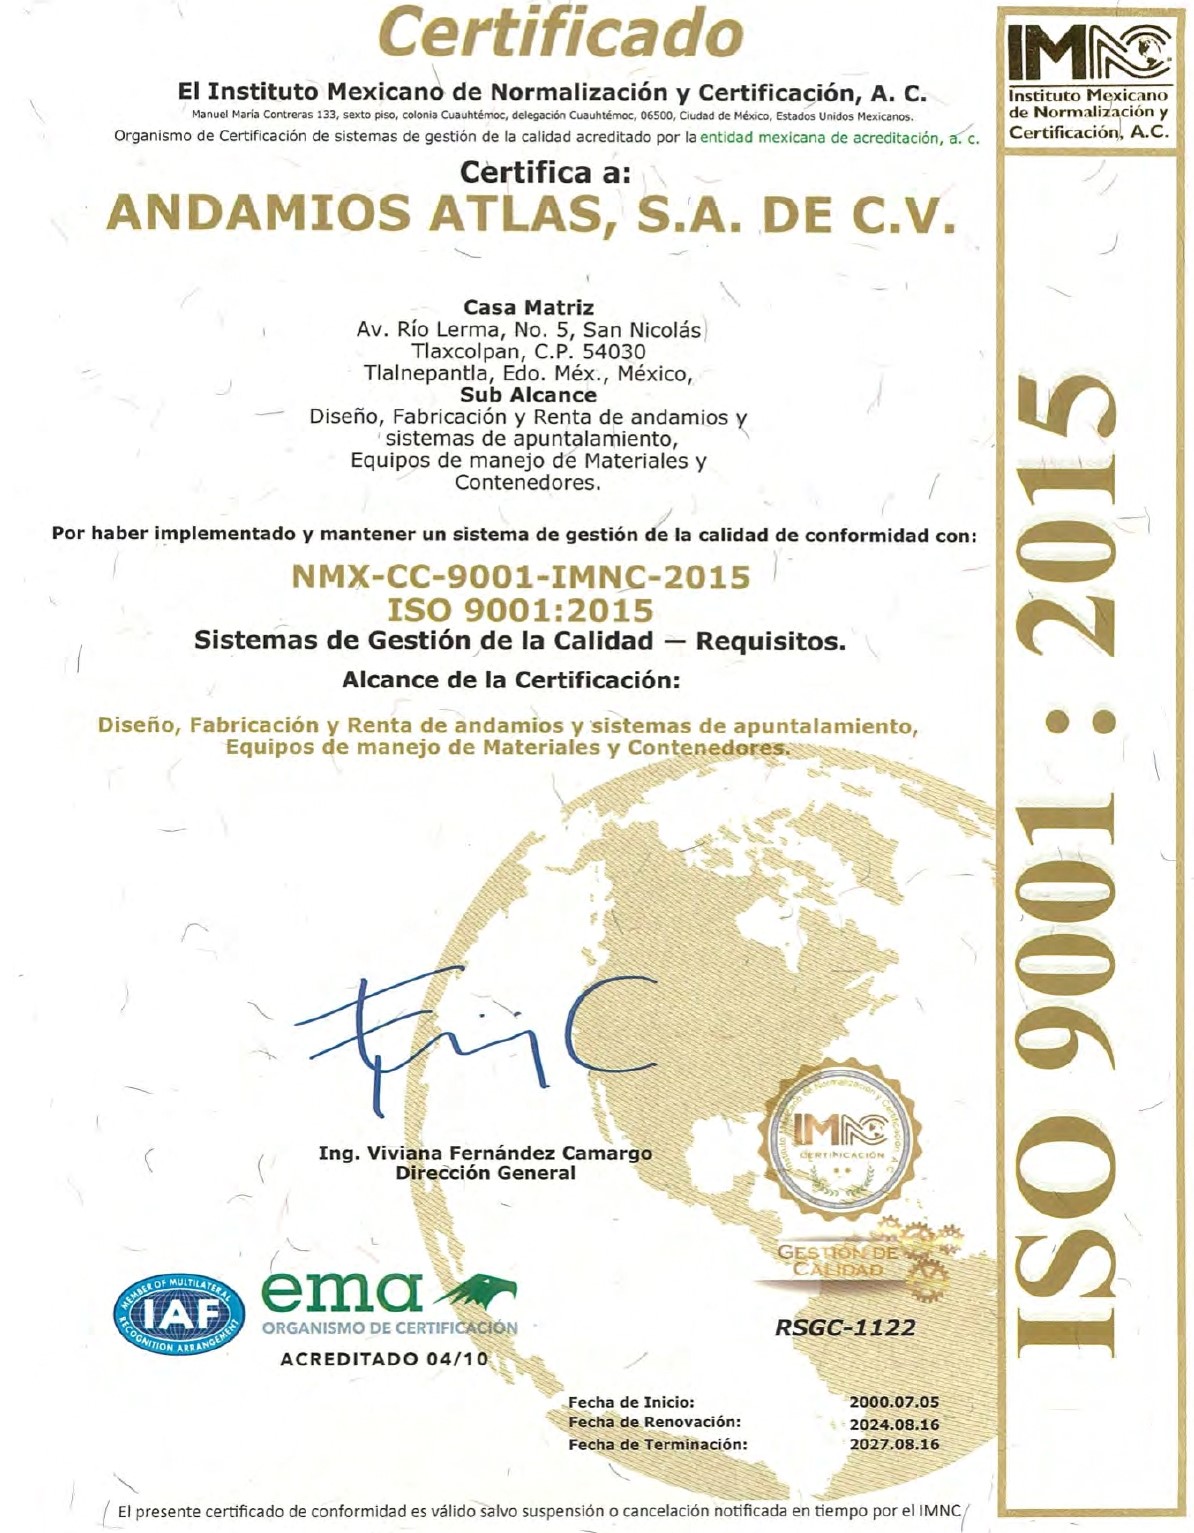 Certificado
El Instituto Mexicano de Normalización y Certificación, A. C.
Manuel María Contreras 133, sexto piso, colonia Cuauhtémoc, delegación Cuauhtémoc, 06500, Ciudad de México, Estados Unidos Mexicanos.
Organismo de Certificación de sistemas de gestión de la calidad acreditado por la entidad mexicana de acreditación, a. c.
Certifica a:
ANDAMIOS ATLAS, S.A. DE C.V.
Casa Matriz
Av. Río Lerma, No. 5, San Nicolás
Tlaxcolpan, C.P. 54030
Tlalnepantla, Edo. Méx., México,
Sub Alcance
Diseño, Fabricación y Renta de andamios y
sistemas de apuntalamiento,
Equipos de manejo de Materiales y
Contenedores.
Por haber implementado y mantener un sistema de gestión de la calidad de conformidad con:
NMX-CC-9001-IMNC-2015
ISO 9001:2015
Sistemas de Gestión de la Calidad — Requisitos.
Alcance de la Certificación:
Diseño, Fabricación y Renta de andamios y sistemas de apuntalamiento,
Equipos de manejo de Materiales y Contenedores.
Ing. Viviana Fernández Camargo
Dirección General
MEMBER OF MULTILATERAL
IAF
RECOGNITION ARRANGEMENT
ema
ORGANISMO DE CERTIFICACIÓN
ACREDITADO 04/10
Instituto Mexicano de Normalización y Certificación A.C.
IMNC
CERTIFICACIÓN
GESTIÓN DE
CALIDAD
RSGC-1122
Fecha de Inicio: 2000.07.05
Fecha de Renovación: 2024.08.16
Fecha de Terminación: 2027.08.16
El presente certificado de conformidad es válido salvo suspensión o cancelación notificada en tiempo por el IMNC
IMNC
Instituto Mexicano
de Normalización y
Certificación, A.C.
ISO 9001 : 2015